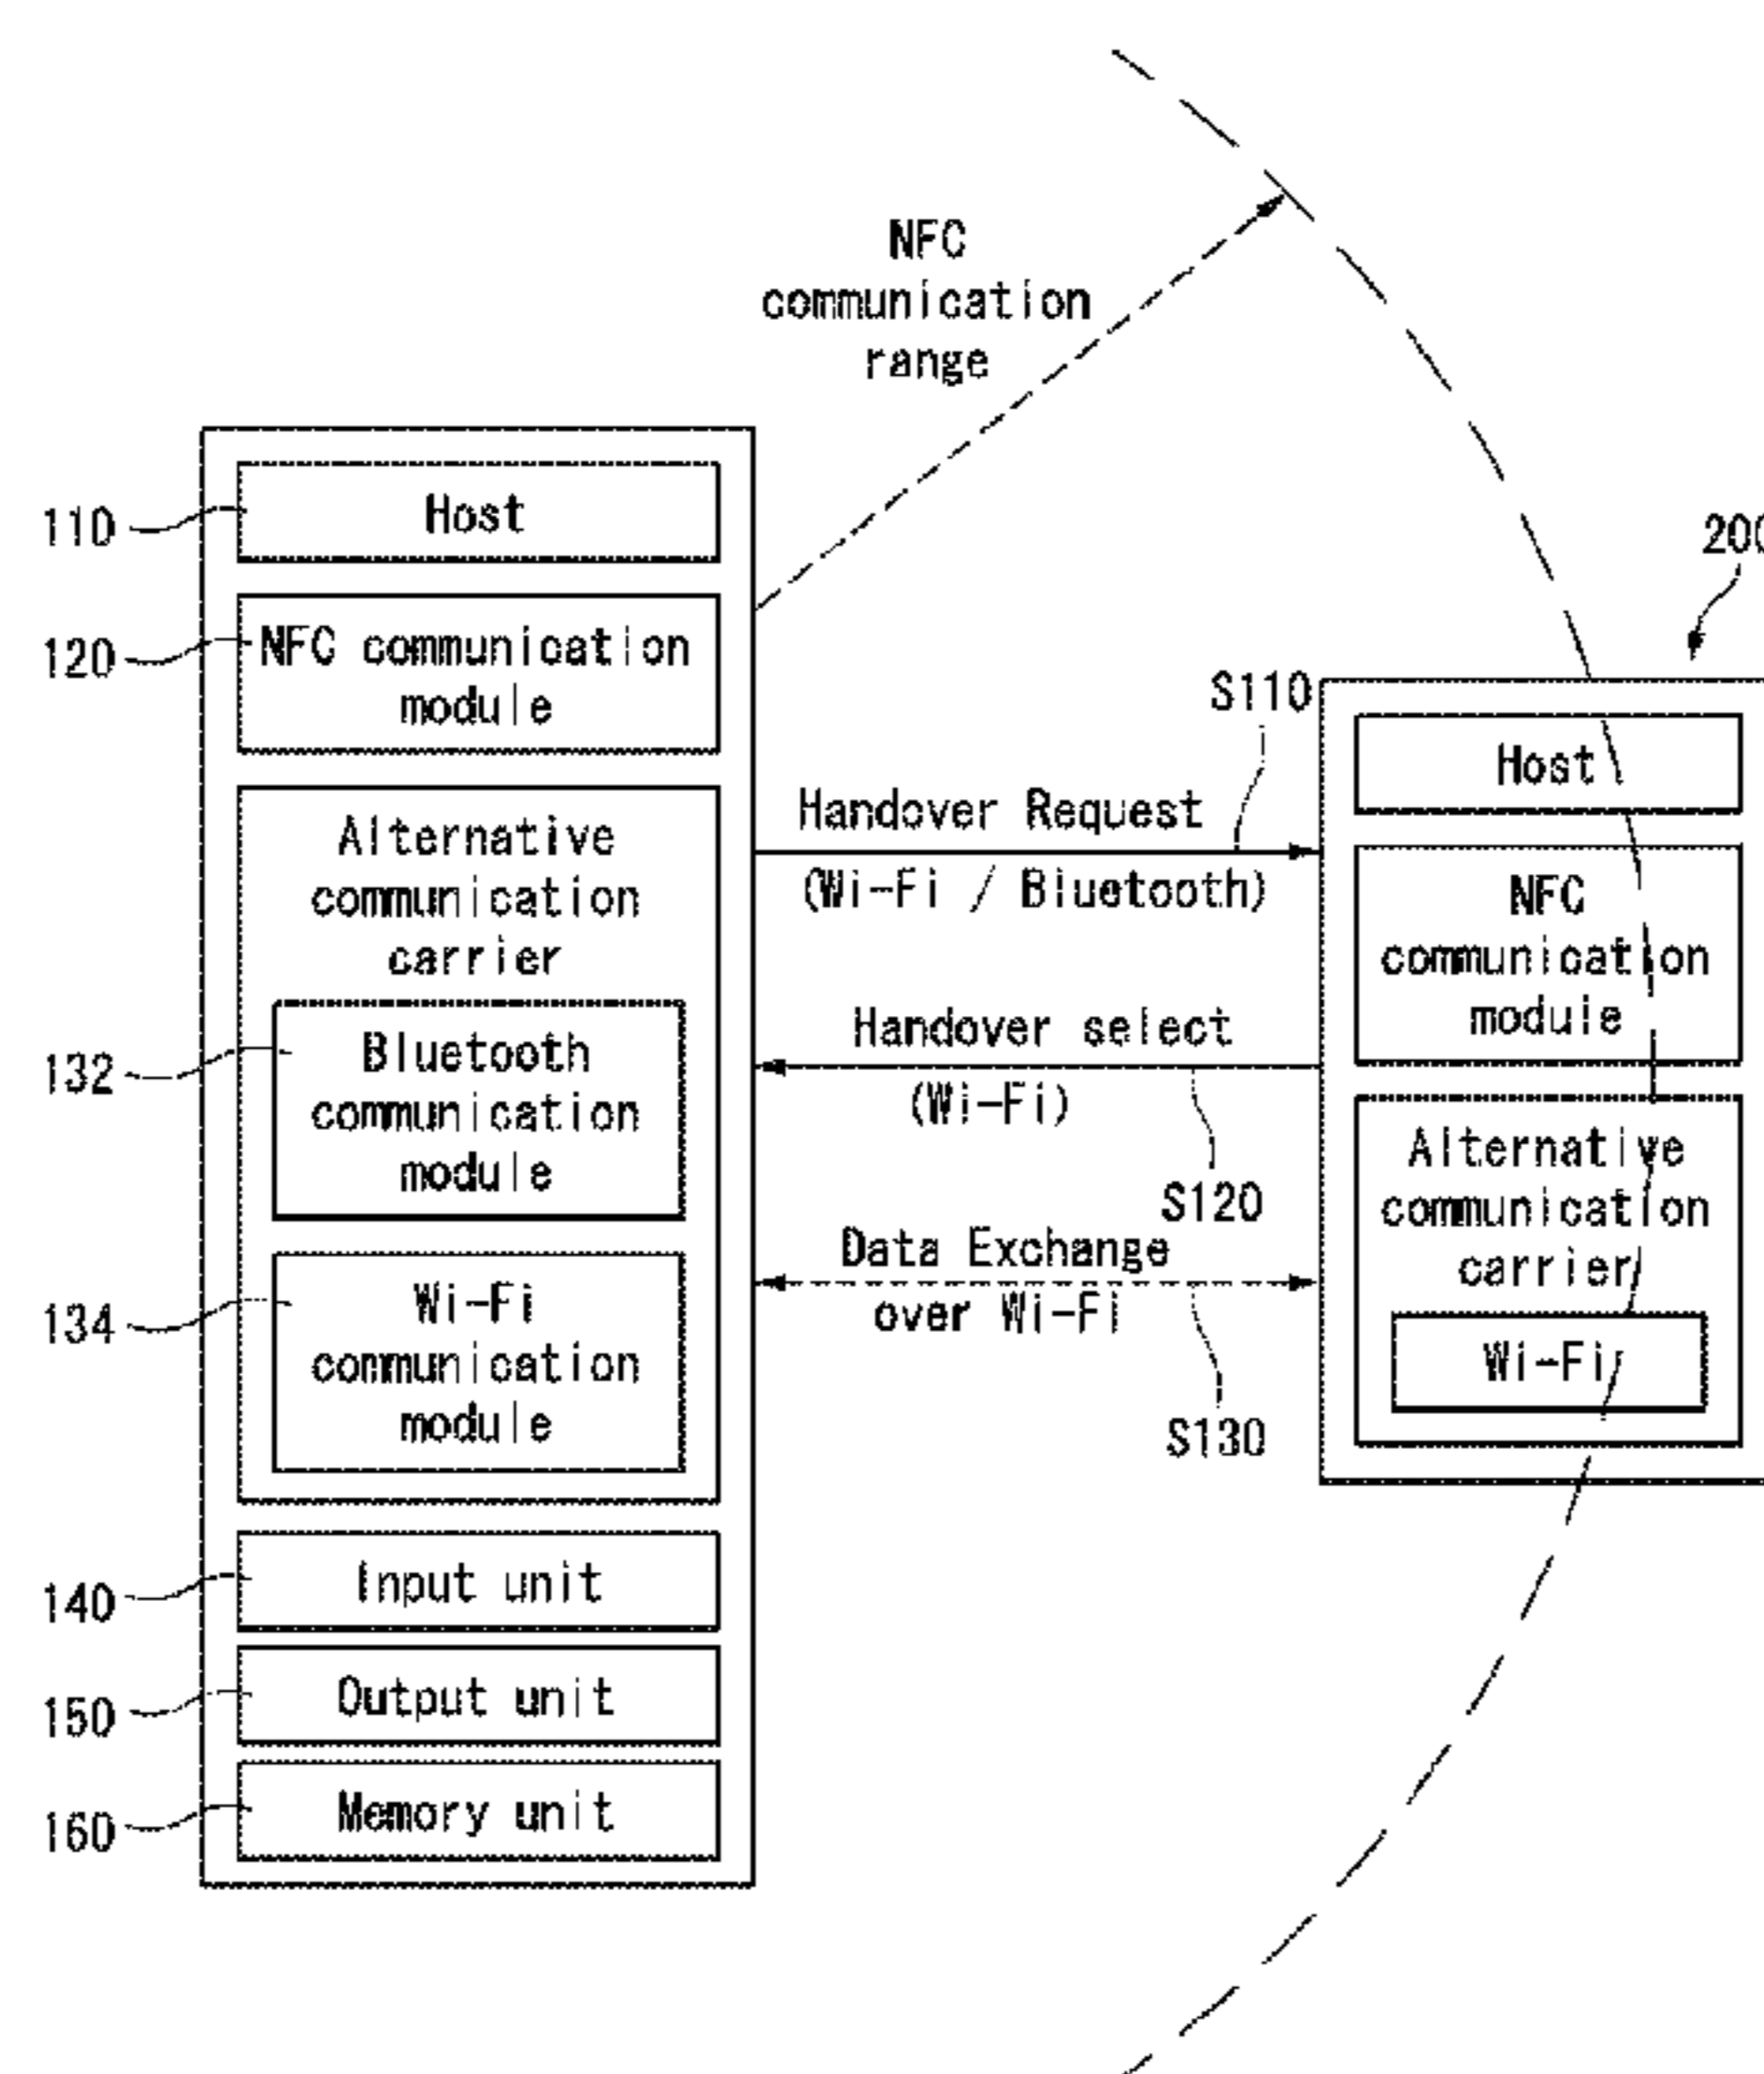 NFC
communication
range
110
Host
120
NFC communication
module
Alternative
communication
carrier
132
Bluetooth
communication
module
134
Wi-Fi
communication
module
140
Input unit
150
Output unit
160
Memory unit
S110
Handover Request
(Wi-Fi / Bluetooth)
Handover select
(Wi-Fi)
S120
Data Exchange
over Wi-Fi
S130
200
Host
NFC
communication
module
Alternative
communication
carrier
Wi-Fi